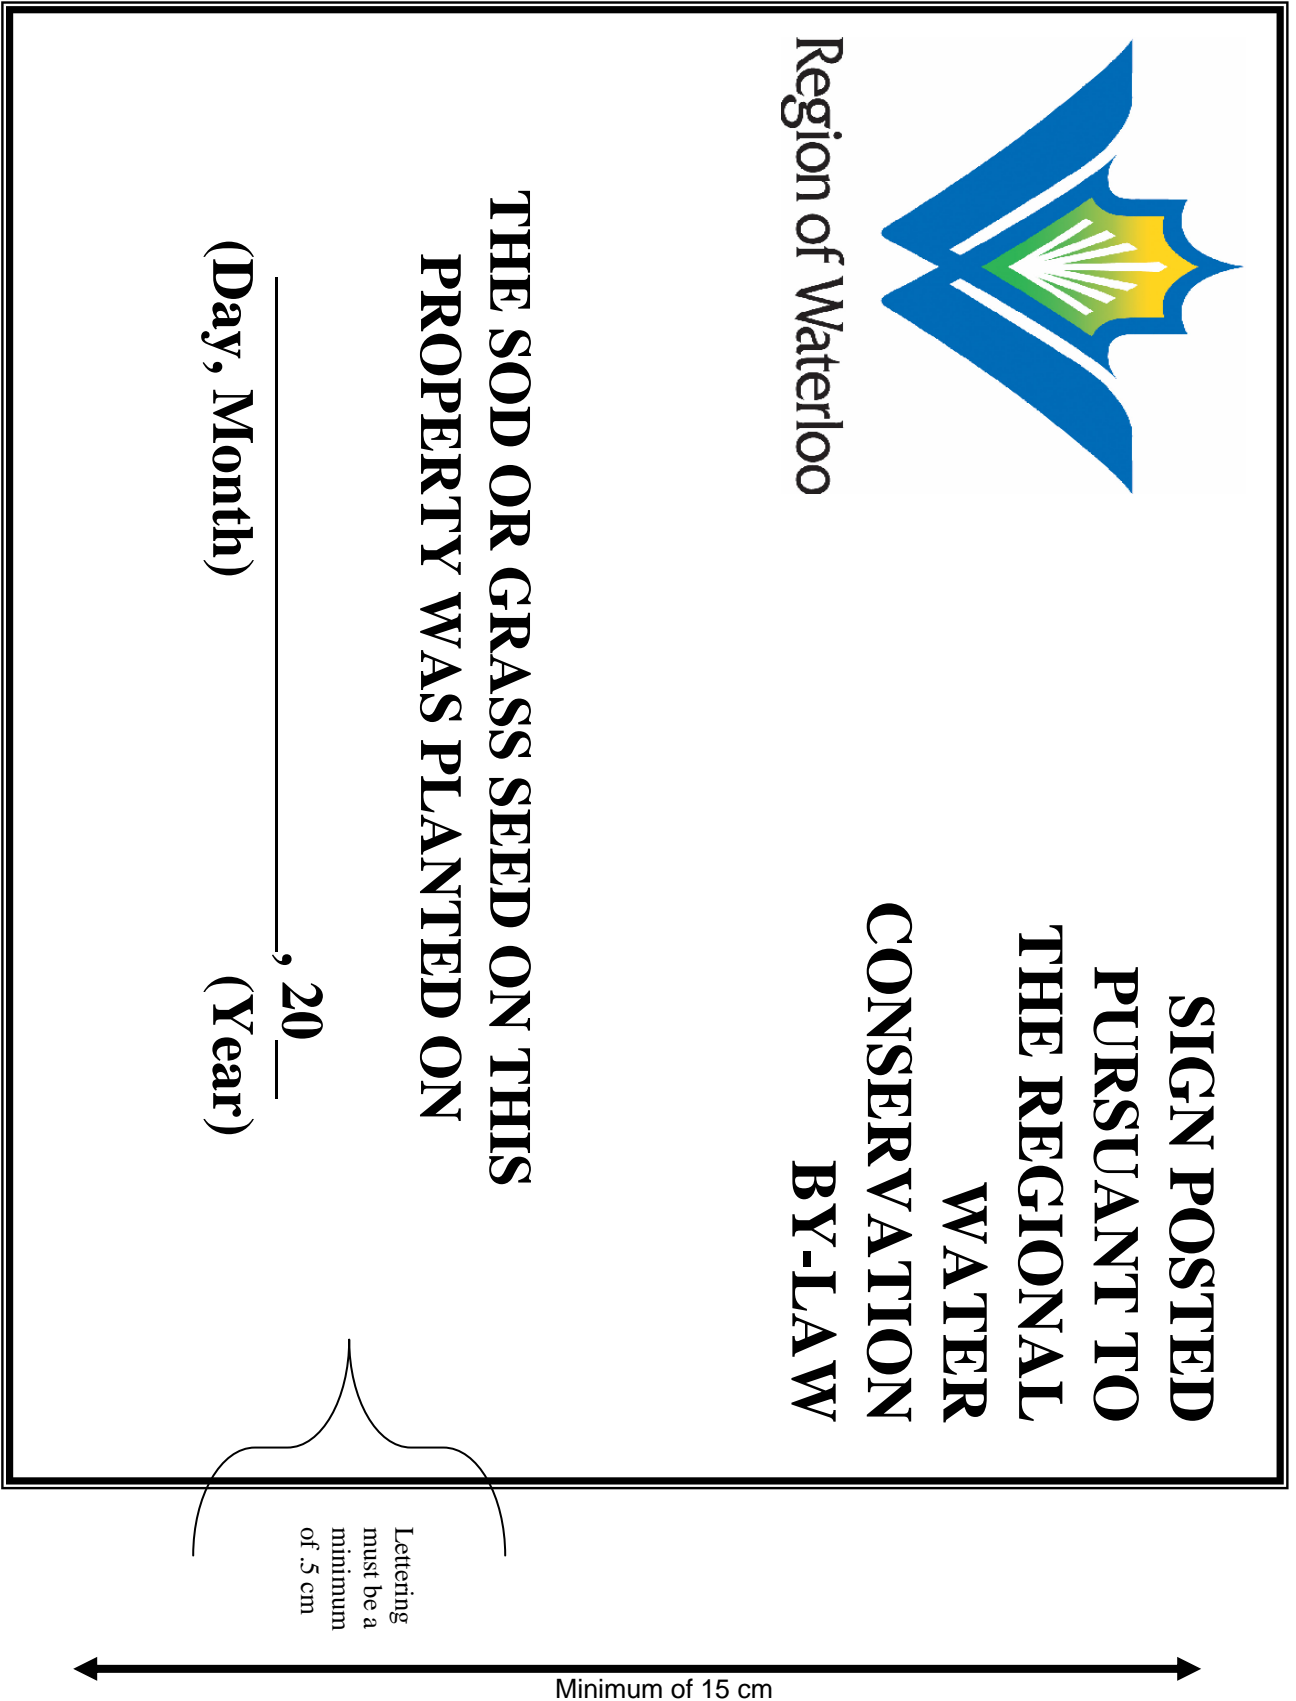 Region of Waterloo
SIGN POSTED
PURSUANT TO
THE REGIONAL
WATER
CONSERVATION
BY-LAW
THE SOD OR GRASS SEED ON THIS
PROPERTY WAS PLANTED ON
, 20
(Day, Month) (Year)
Lettering
must be a
minimum
of .5 cm
Minimum of 15 cm